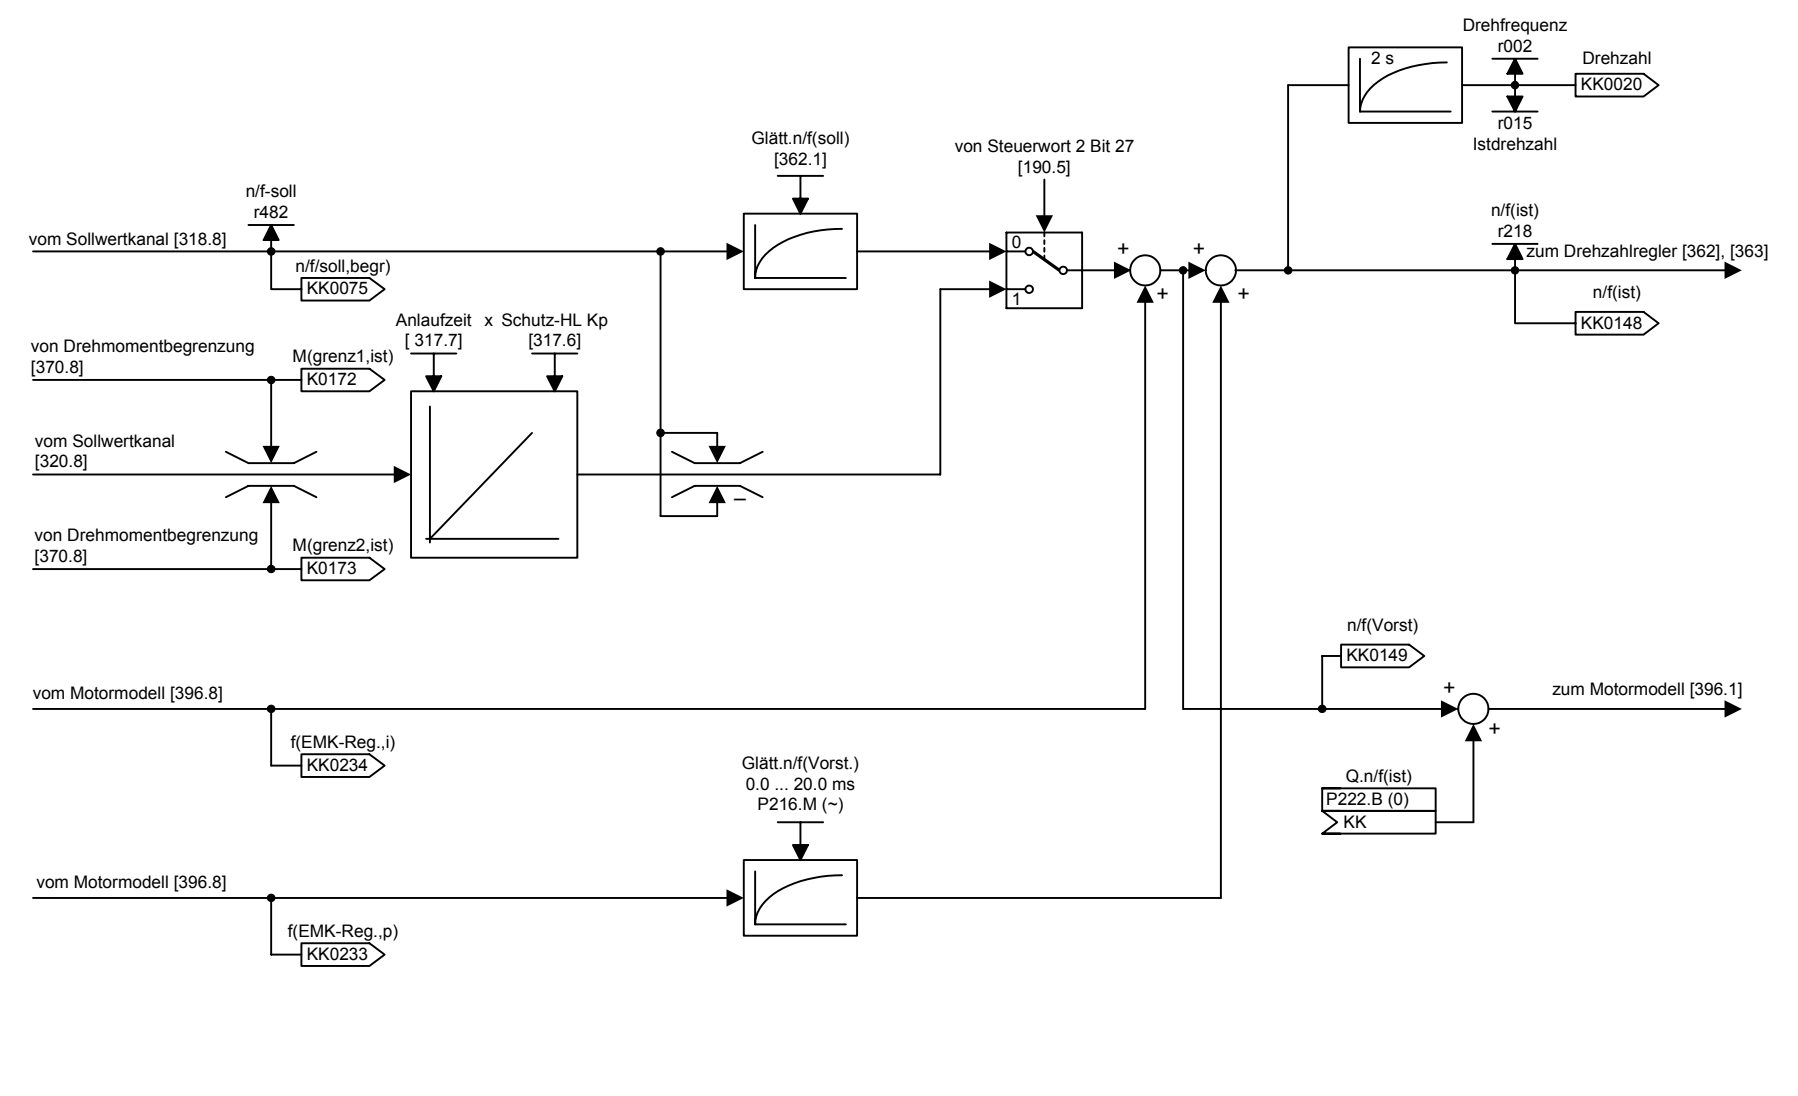 Drehfrequenz
r002
2 s
Drehzahl
KK0020
r015
Istdrehzahl
Glätt.n/f(soll)
[362.1]
von Steuerwort 2 Bit 27
[190.5]
n/f-soll
r482
vom Sollwertkanal [318.8]
n/f(ist)
r218
zum Drehzahlregler [362], [363]
0
+
+
n/f/soll,begr)
KK0075
1
+
+
n/f(ist)
KK0148
Anlaufzeit x Schutz-HL Kp
[ 317.7] [317.6]
von Drehmomentbegrenzung
[370.8]
M(grenz1,ist)
K0172
vom Sollwertkanal
[320.8]
–
von Drehmomentbegrenzung
[370.8]
M(grenz2,ist)
K0173
n/f(Vorst)
KK0149
vom Motormodell [396.8]
+
zum Motormodell [396.1]
+
f(EMK-Reg.,i)
KK0234
Glätt.n/f(Vorst.)
0.0 ... 20.0 ms
P216.M (~)
Q.n/f(ist)
P222.B (0)
KK
vom Motormodell [396.8]
f(EMK-Reg.,p)
KK0233